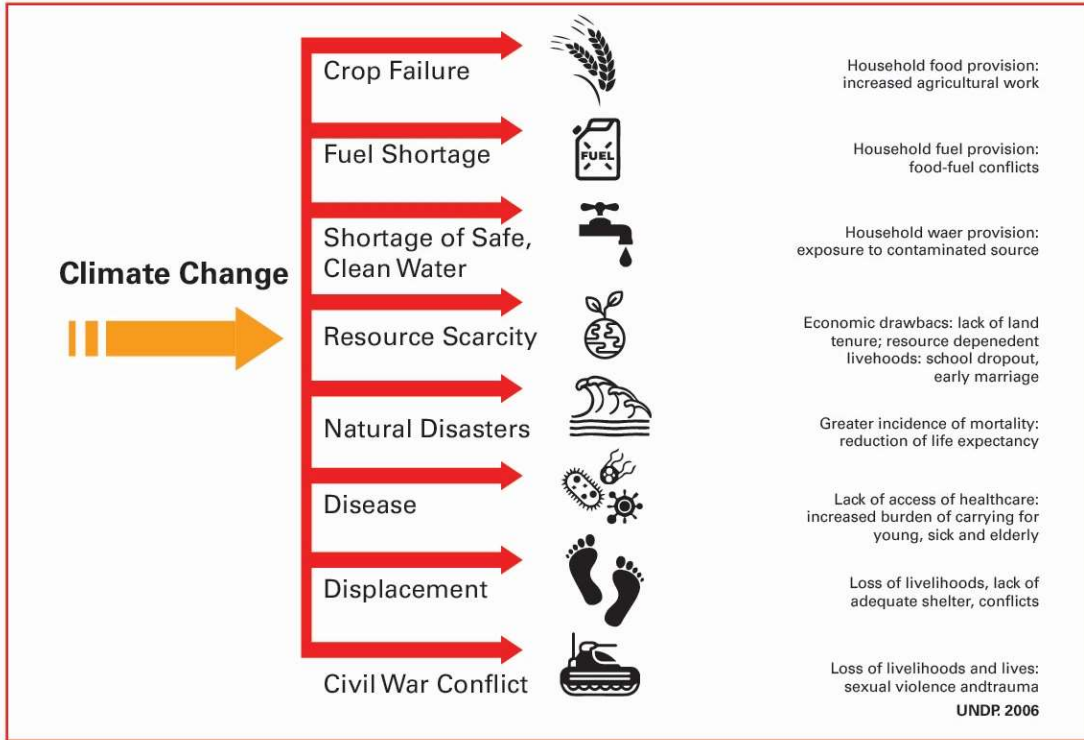 Climate Change
Crop Failure
Household food provision:
increased agricultural work
Fuel Shortage
FUEL
Household fuel provision:
food-fuel conflicts
Shortage of Safe,
Clean Water
Household waer provision:
exposure to contaminated source
Resource Scarcity
Economic drawbacs: lack of land
tenure; resource depenedent
livehoods: school dropout,
early marriage
Natural Disasters
Greater incidence of mortality:
reduction of life expectancy
Disease
Lack of access of healthcare:
increased burden of carrying for
young, sick and elderly
Displacement
Loss of livelihoods, lack of
adequate shelter, conflicts
Civil War Conflict
Loss of livelihoods and lives:
sexual violence andtrauma
UNDP. 2006